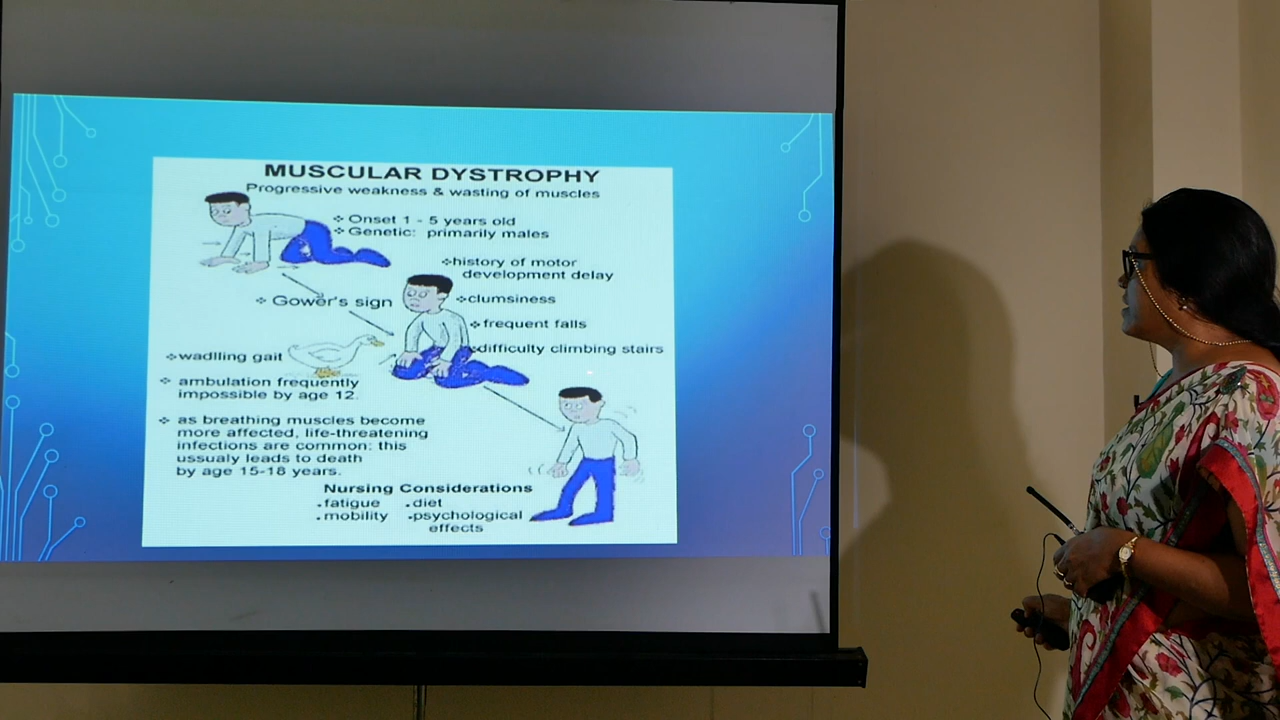 MUSCULAR DYSTROPHY
Progressive weakness & wasting of muscles
❖ Onset 1 - 5 years old
❖ Genetic: primarily males
❖history of motor
development delay
❖ Gower's sign
❖clumsiness
❖frequent falls
❖wadlling gait
❖difficulty climbing stairs
❖ ambulation frequently
impossible by age 12.
❖ as breathing muscles become
more affected, life-threatening
infections are common: this
ussualy leads to death
by age 15-18 years.
Nursing Considerations
.fatigue .diet
.mobility .psychological
effects